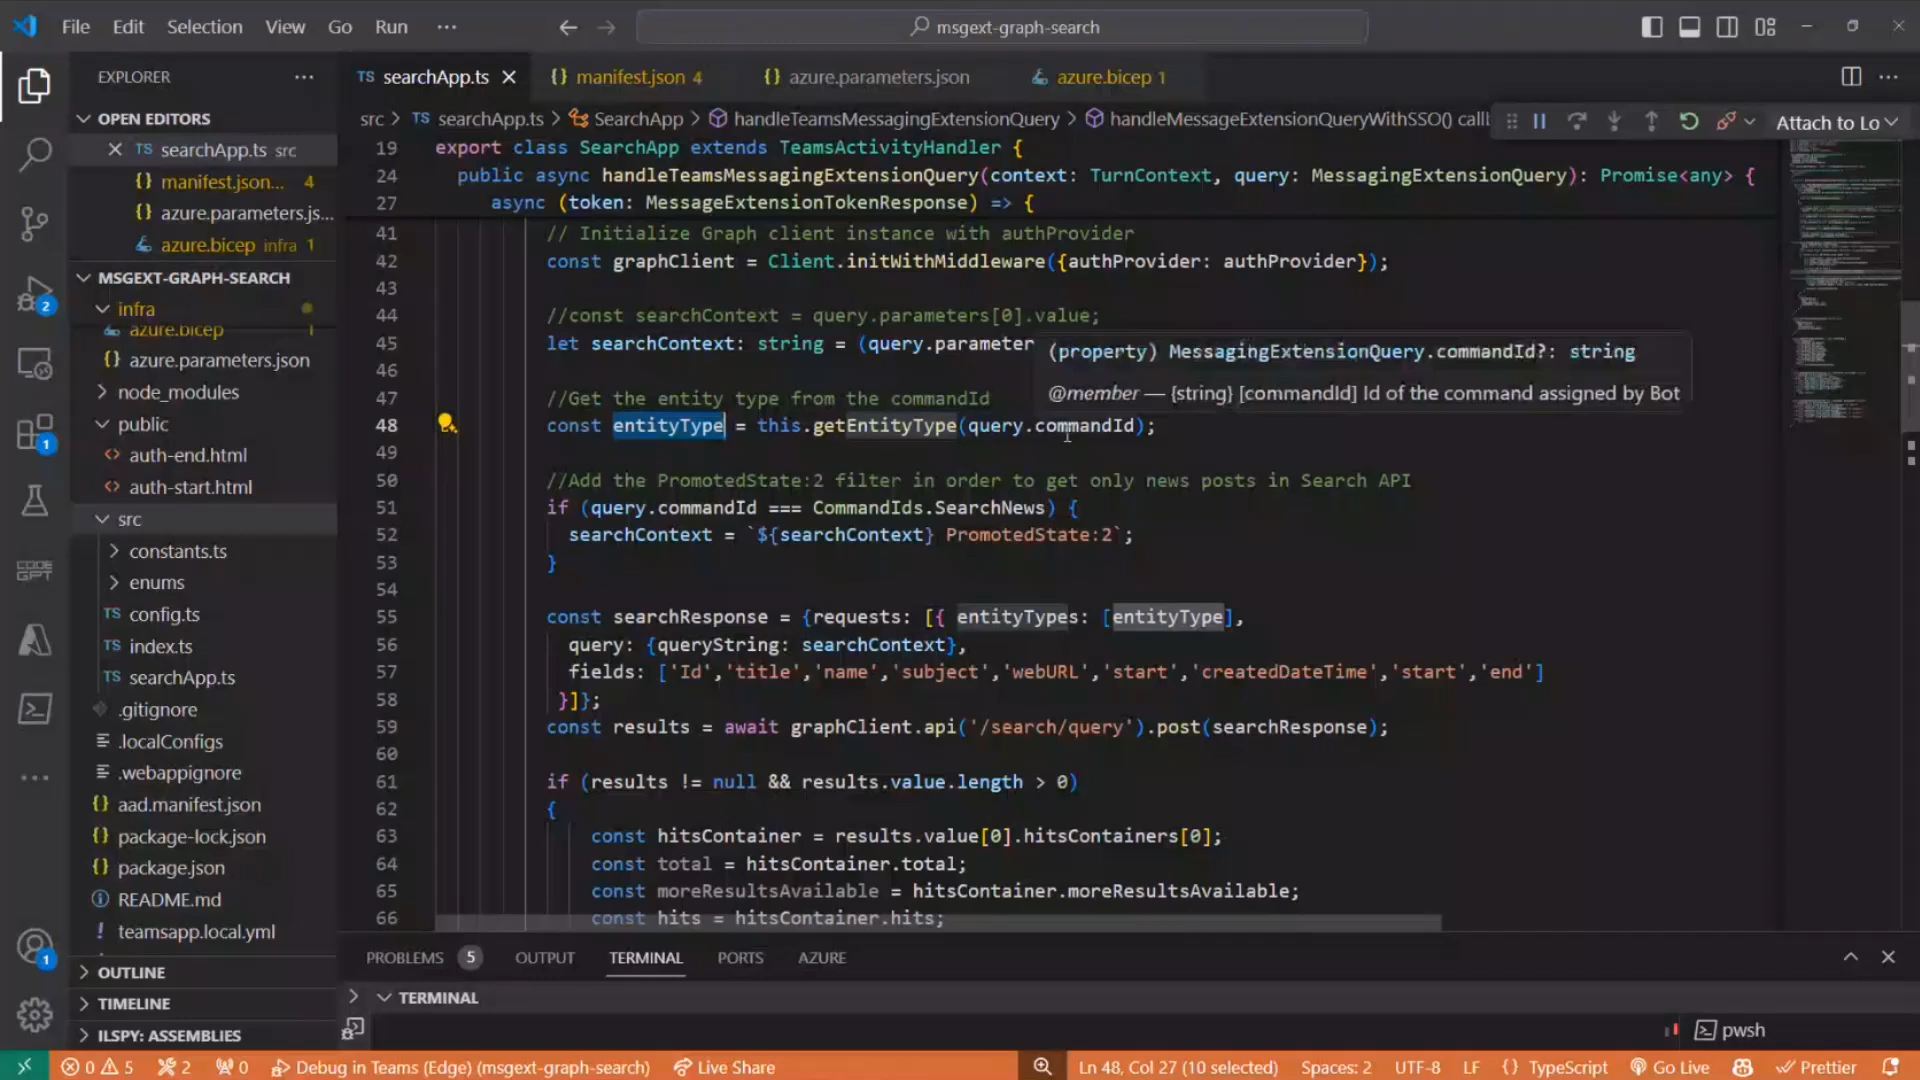 File Edit Selection View Go Run ... msgext-graph-search
EXPLORER ...
searchApp.ts manifest.json 4 azure.parameters.json azure.bicep 1
OPEN EDITORS
searchApp.ts src
manifest.json... 4
azure.parameters.js...
azure.bicep infra 1
MSGEXT-GRAPH-SEARCH
infra
azure.bicep 1
azure.parameters.json
node_modules
public
auth-end.html
auth-start.html
src
constants.ts
enums
TS config.ts
TS index.ts
TS searchApp.ts
.gitignore
.localConfigs
.webappignore
{} aad.manifest.json
{} package-lock.json
{} package.json
README.md
! teamsapp.local.yml
OUTLINE
TIMELINE
ILSPY: ASSEMBLIES
CODE GPT
2
1
1
src > TS searchApp.ts > SearchApp > handleTeamsMessagingExtensionQuery > handleMessageExtensionQueryWithSSO() call
Attach to Lo
19 export class SearchApp extends TeamsActivityHandler {
24 public async handleTeamsMessagingExtensionQuery(context: TurnContext, query: MessagingExtensionQuery): Promise<any> {
27 async (token: MessageExtensionTokenResponse) => {
41 // Initialize Graph client instance with authProvider
42 const graphClient = Client.initWithMiddleware({authProvider: authProvider});
43
44 //const searchContext = query.parameters[0].value;
45 let searchContext: string = (query.parameter
(property) MessagingExtensionQuery.commandId?: string
@member — {string} [commandId] Id of the command assigned by Bot
46
47 //Get the entity type from the commandId
48 const entityType = this.getEntityType(query.commandId);
49
50 //Add the PromotedState:2 filter in order to get only news posts in Search API
51 if (query.commandId === CommandIds.SearchNews) {
52 searchContext = `${searchContext} PromotedState:2`;
53 }
54
55 const searchResponse = {requests: [{ entityTypes: [entityType],
56 query: {queryString: searchContext},
57 fields: ['Id','title','name','subject','webURL','start','createdDateTime','start','end']
58 }]};
59 const results = await graphClient.api('/search/query').post(searchResponse);
60
61 if (results != null && results.value.length > 0)
62 {
63 const hitsContainer = results.value[0].hitsContainers[0];
64 const total = hitsContainer.total;
65 const moreResultsAvailable = hitsContainer.moreResultsAvailable;
66 const hits = hitsContainer.hits;
PROBLEMS 5 OUTPUT TERMINAL PORTS AZURE
TERMINAL
pwsh
0 5 2 0 Debug in Teams (Edge) (msgext-graph-search) Live Share Ln 48, Col 27 (10 selected) Spaces: 2 UTF-8 LF {} TypeScript Go Live Prettier